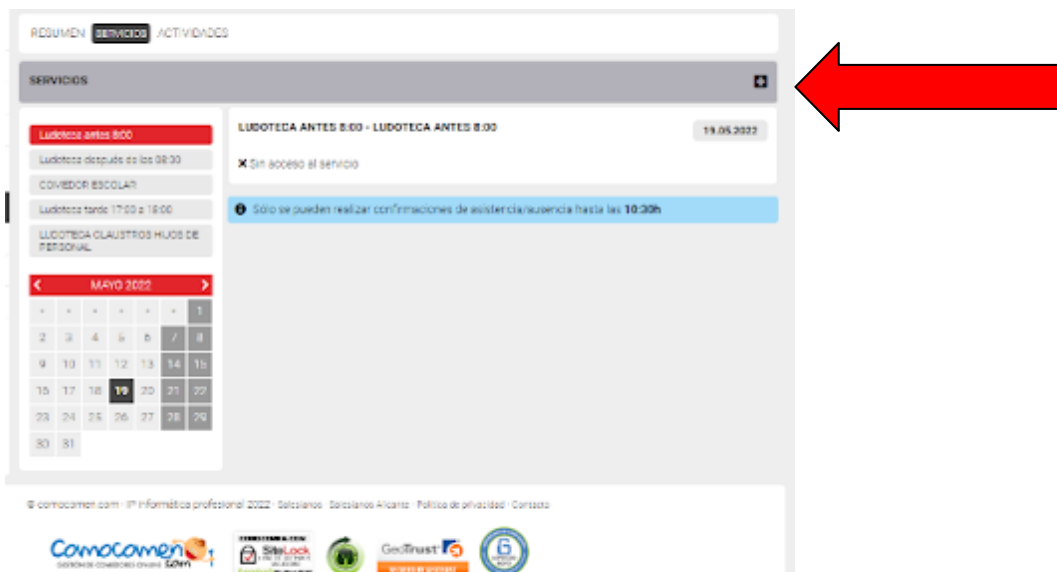 RESUMEN SERVICIOS ACTIVIDADES
SERVICIOS
Ludoteca antes 8:00
Ludoteca después de las 08:30
COMEDOR ESCOLAR
Ludoteca tarde 17:00 a 18:00
LUDOTECA CLAUSTROS HIJOS DE
PERSONAL
LUDOTECA ANTES 8:00 - LUDOTECA ANTES 8:00
19.05.2022
Sin acceso al servicio
Sólo se pueden realizar confirmaciones de asistencia/ausencia hasta las 10:30h
MAYO 2022
1
2 3 4 5 6 7 8
9 10 11 12 13 14 15
16 17 18 19 20 21 22
23 24 25 26 27 28 29
30 31
© comocomen.com - IP Informática profesional 2022 - Salesianos - Salesianos Alicante - Política de privacidad - Contacto
Comocomen
.com
SiteLock
GeoTrust